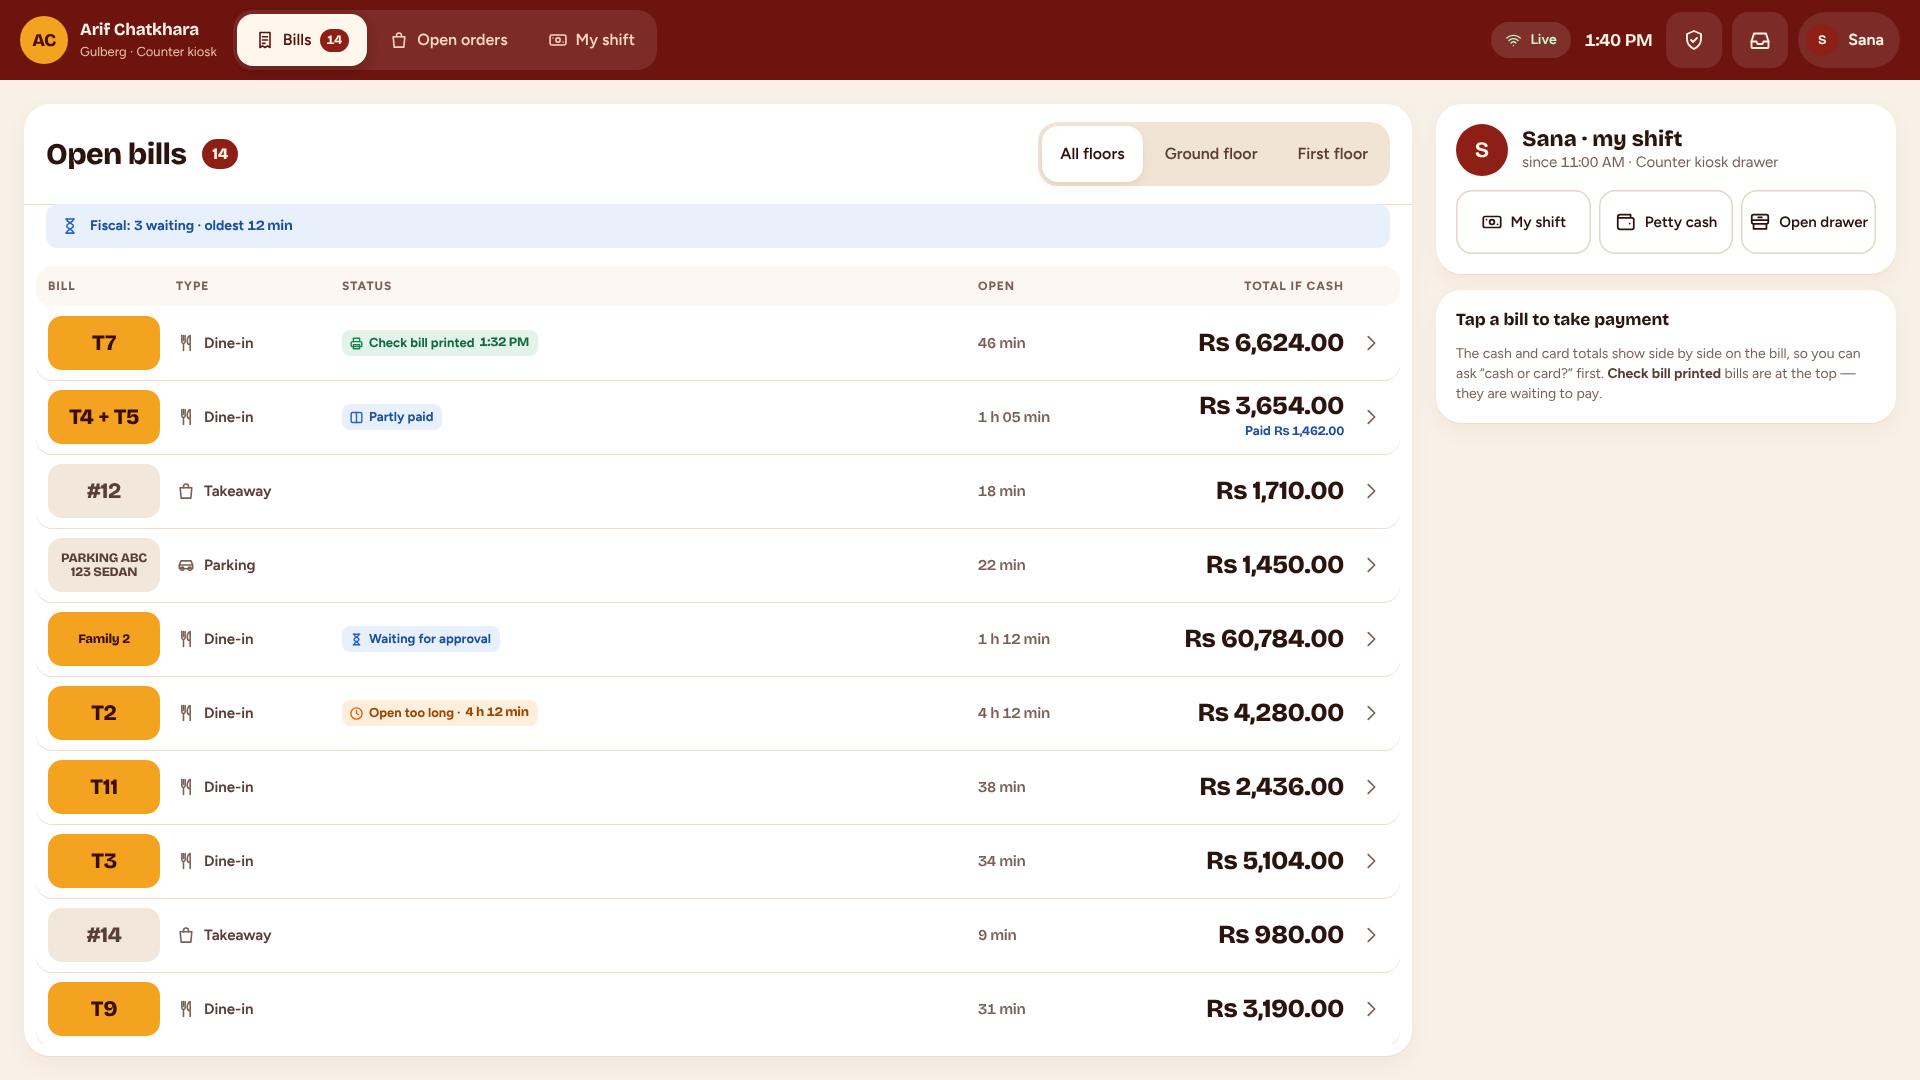 AC
Arif Chatkhara
Gulberg · Counter kiosk
Bills 14
Open orders
My shift
Live
1:40 PM
S
Sana
Open bills 14
All floors
Ground floor
First floor
Fiscal: 3 waiting · oldest 12 min
BILL TYPE STATUS OPEN TOTAL IF CASH
T7 Dine-in Check bill printed 1:32 PM 46 min Rs 6,624.00
T4 + T5 Dine-in Partly paid 1 h 05 min Rs 3,654.00
Paid Rs 1,462.00
#12 Takeaway 18 min Rs 1,710.00
PARKING ABC
123 SEDAN
Parking 22 min Rs 1,450.00
Family 2 Dine-in Waiting for approval 1 h 12 min Rs 60,784.00
T2 Dine-in Open too long · 4 h 12 min 4 h 12 min Rs 4,280.00
T11 Dine-in 38 min Rs 2,436.00
T3 Dine-in 34 min Rs 5,104.00
#14 Takeaway 9 min Rs 980.00
T9 Dine-in 31 min Rs 3,190.00
S
Sana · my shift
since 11:00 AM · Counter kiosk drawer
My shift
Petty cash
Open drawer
Tap a bill to take payment
The cash and card totals show side by side on the bill, so you can
ask “cash or card?” first. Check bill printed bills are at the top —
they are waiting to pay.